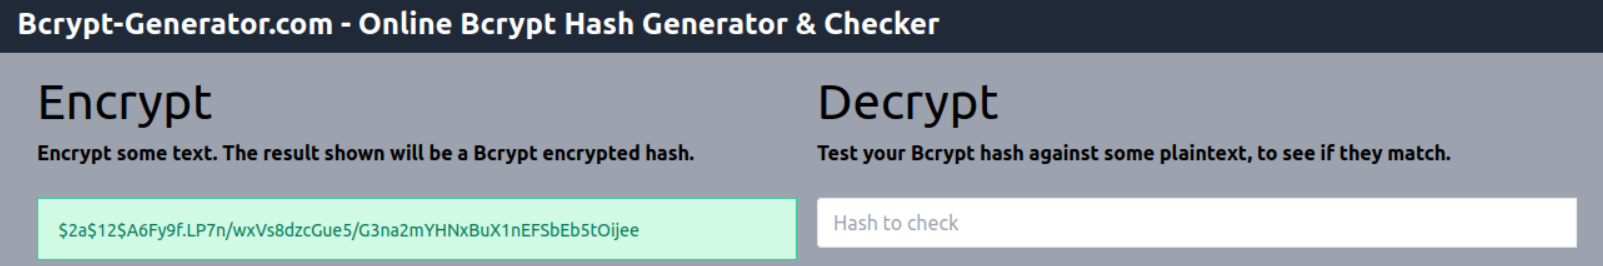 Bcrypt-Generator.com - Online Bcrypt Hash Generator & Checker
Encrypt
Encrypt some text. The result shown will be a Bcrypt encrypted hash.
$2a$12$A6Fy9f.LP7n/wxVs8dzcGue5/G3na2mYHNxBuX1nEFSbEb5tOijee
Decrypt
Test your Bcrypt hash against some plaintext, to see if they match.
Hash to check